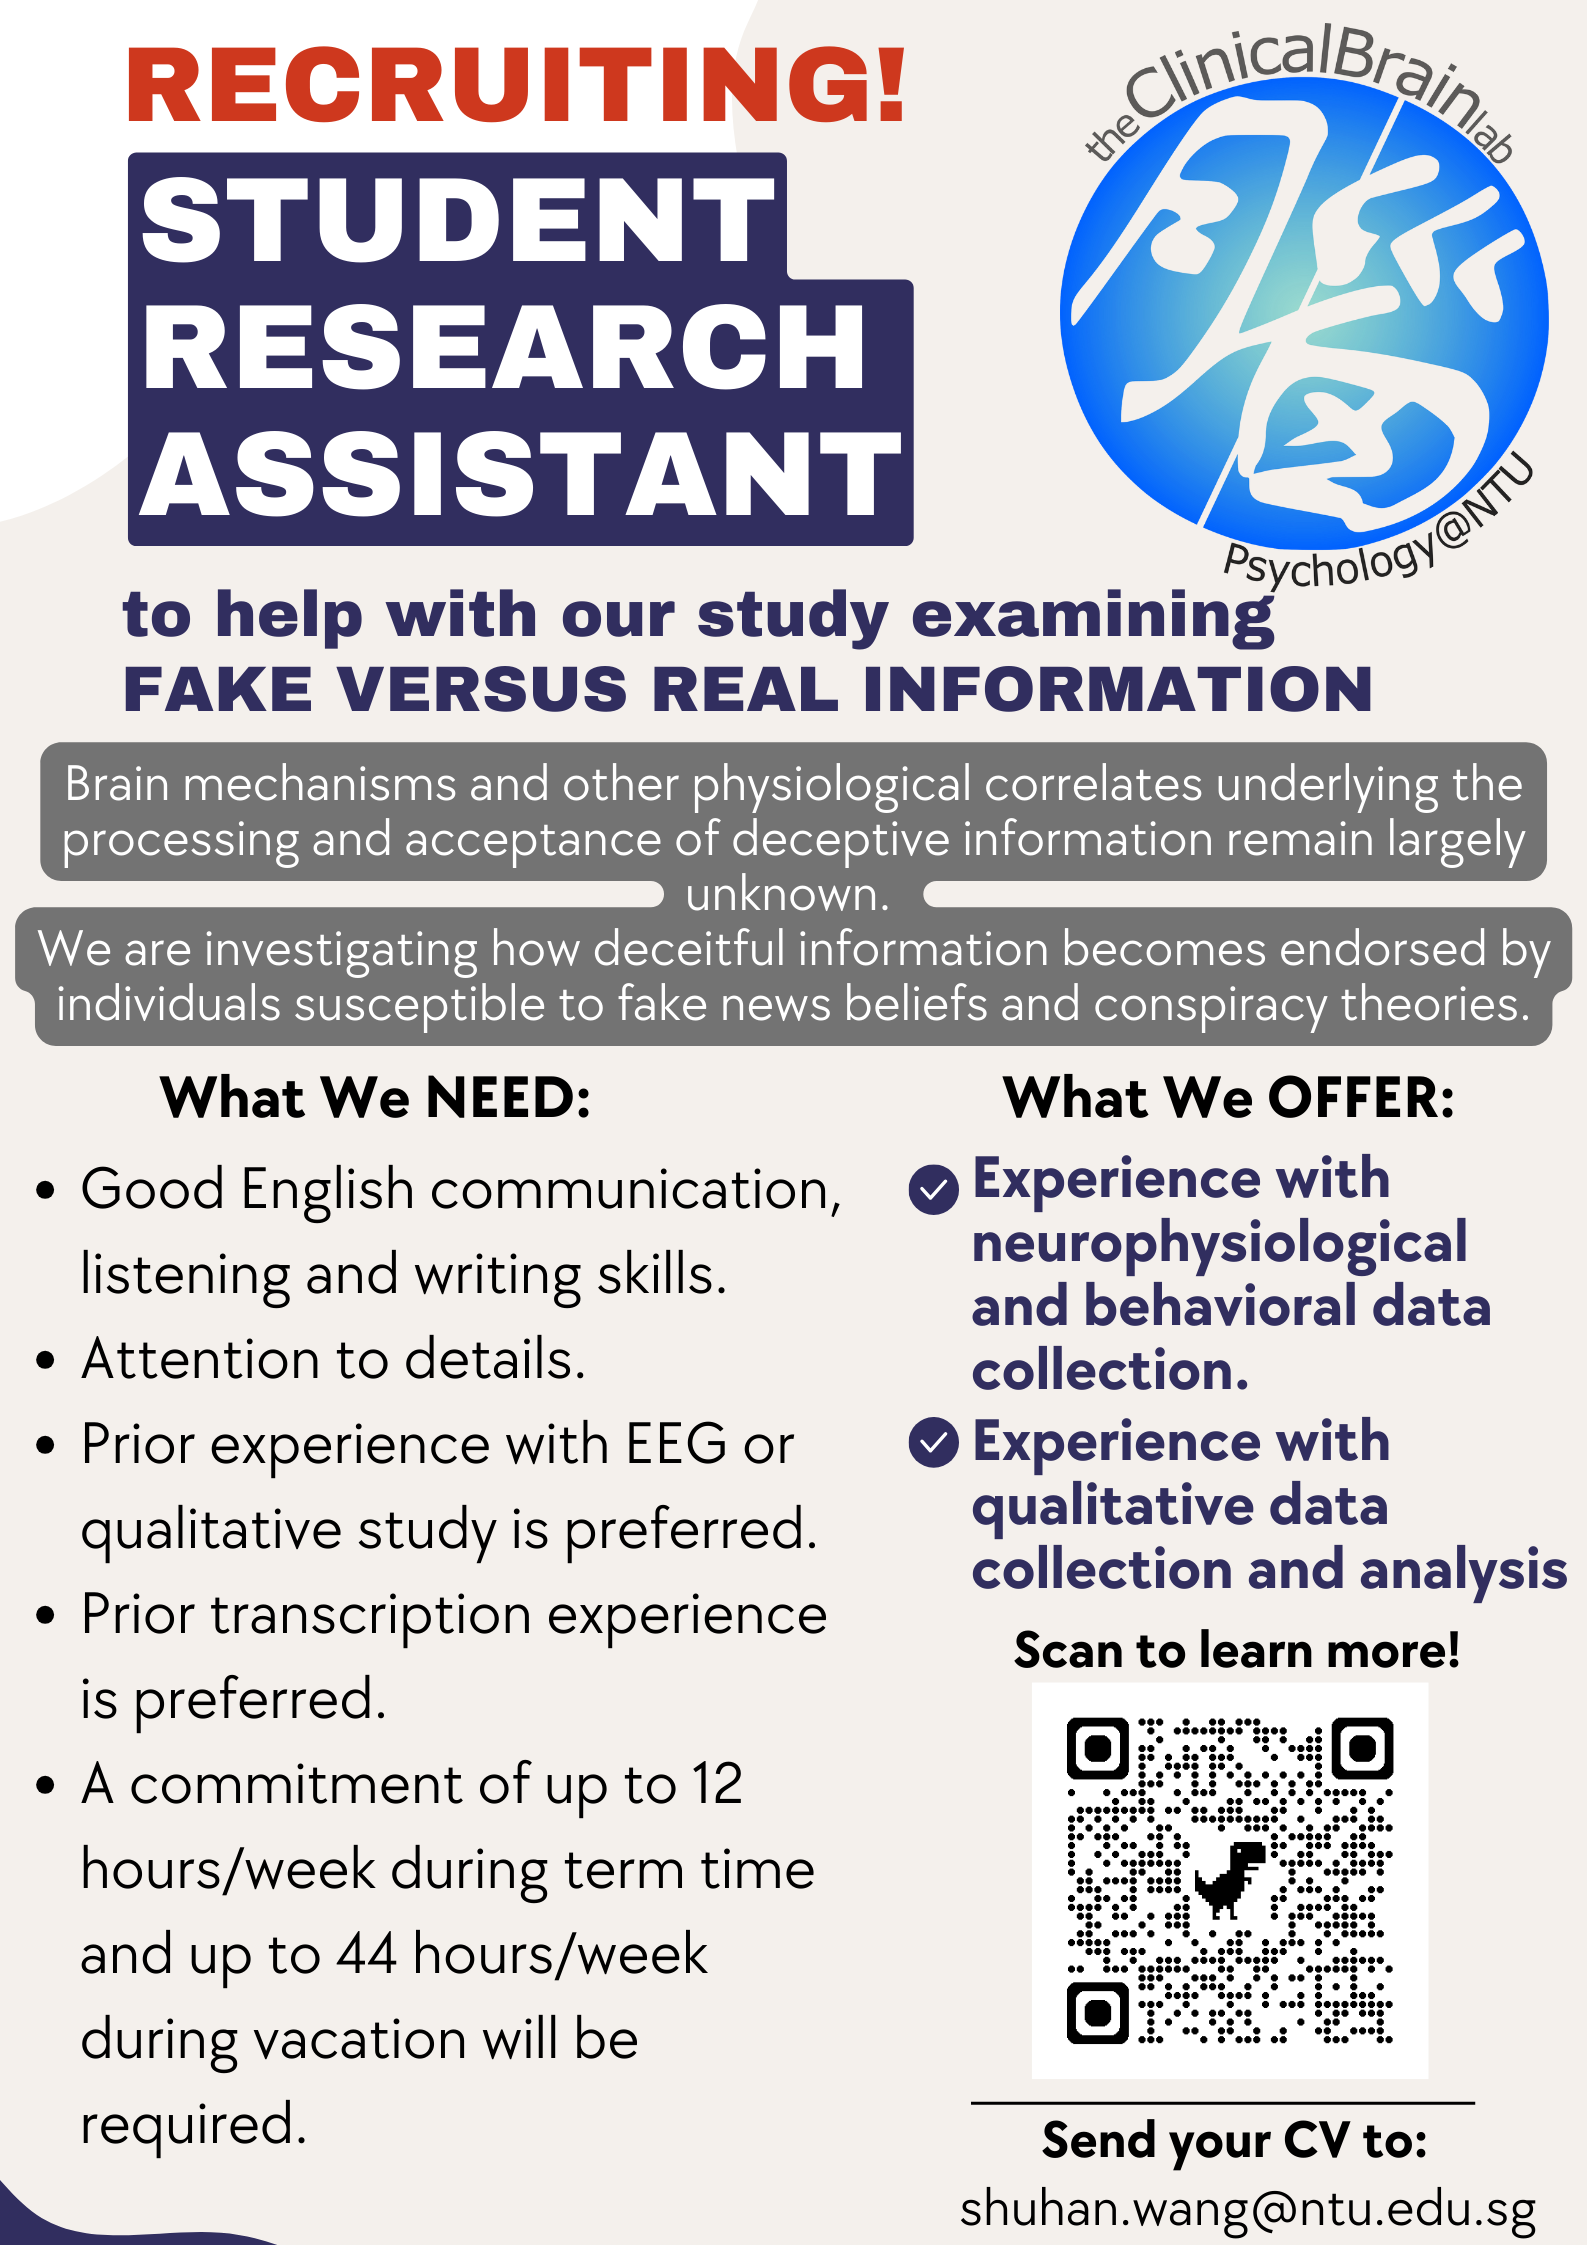 RECRUITING!
STUDENT
RESEARCH
ASSISTANT
theClinicalBrainlab
腦
Psychology@NTU
to help with our study examining
FAKE VERSUS REAL INFORMATION
Brain mechanisms and other physiological correlates underlying the
processing and acceptance of deceptive information remain largely
unknown.
We are investigating how deceitful information becomes endorsed by
individuals susceptible to fake news beliefs and conspiracy theories.
What We NEED:
• Good English communication,
listening and writing skills.
• Attention to details.
• Prior experience with EEG or
qualitative study is preferred.
• Prior transcription experience
is preferred.
• A commitment of up to 12
hours/week during term time
and up to 44 hours/week
during vacation will be
required.
What We OFFER:
Experience with
neurophysiological
and behavioral data
collection.
Experience with
qualitative data
collection and analysis
Scan to learn more!
Send your CV to:
shuhan.wang@ntu.edu.sg